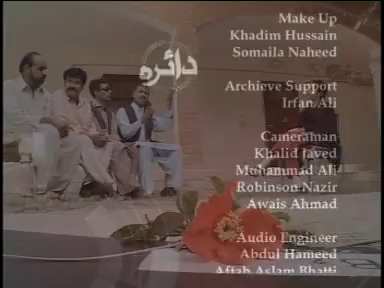 دائرہ
Make Up
Khadim Hussain
Somaila Naheed
Archieve Support
Irfan Ali
Cameraman
Khalid Javed
Muhammad Ali
Robinson Nazir
Awais Ahmad
Audio Engineer
Abdul Hameed
Aftab Aslam Bhatti